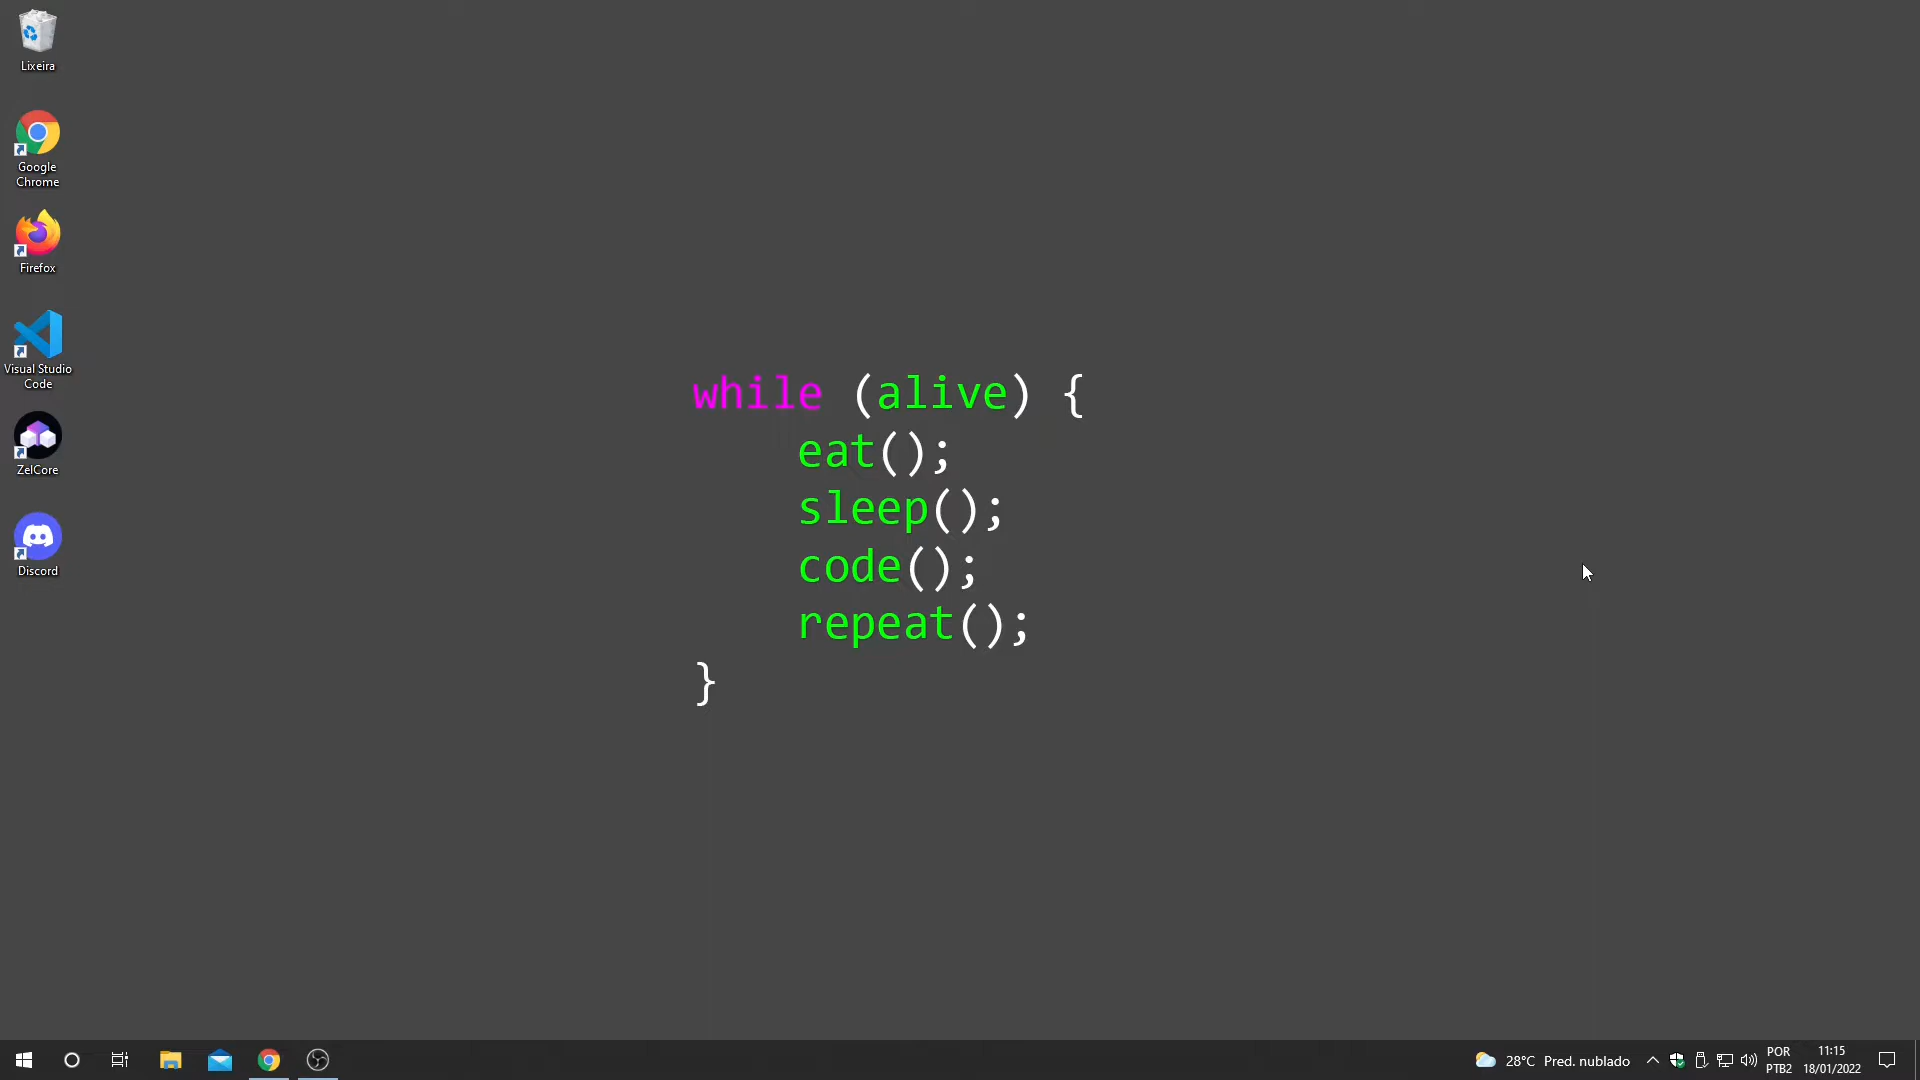 Lixeira
Google
Chrome
Firefox
Visual Studio
Code
ZelCore
Discord
while (alive) {
    eat();
    sleep();
    code();
    repeat();
}
28°C Pred. nublado
POR
PTB2
11:15
18/01/2022